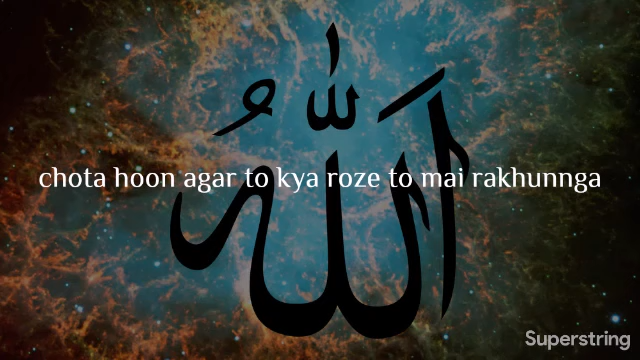 الله
chota hoon agar to kya roze to mai rakhunnga
Superstring